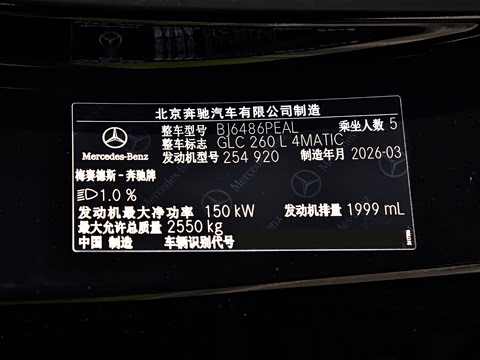 北京奔驰汽车有限公司制造
整车型号 BJ6486PEAL 乘坐人数 5
整车标志 GLC 260 L 4MATIC
发动机型号 254 920 制造年月 2026-03
Mercedes-Benz
梅赛德斯-奔驰牌
1.0 %
发动机最大净功率 150 kW 发动机排量 1999 mL
最大允许总质量 2550 kg
中国 制造 车辆识别代号